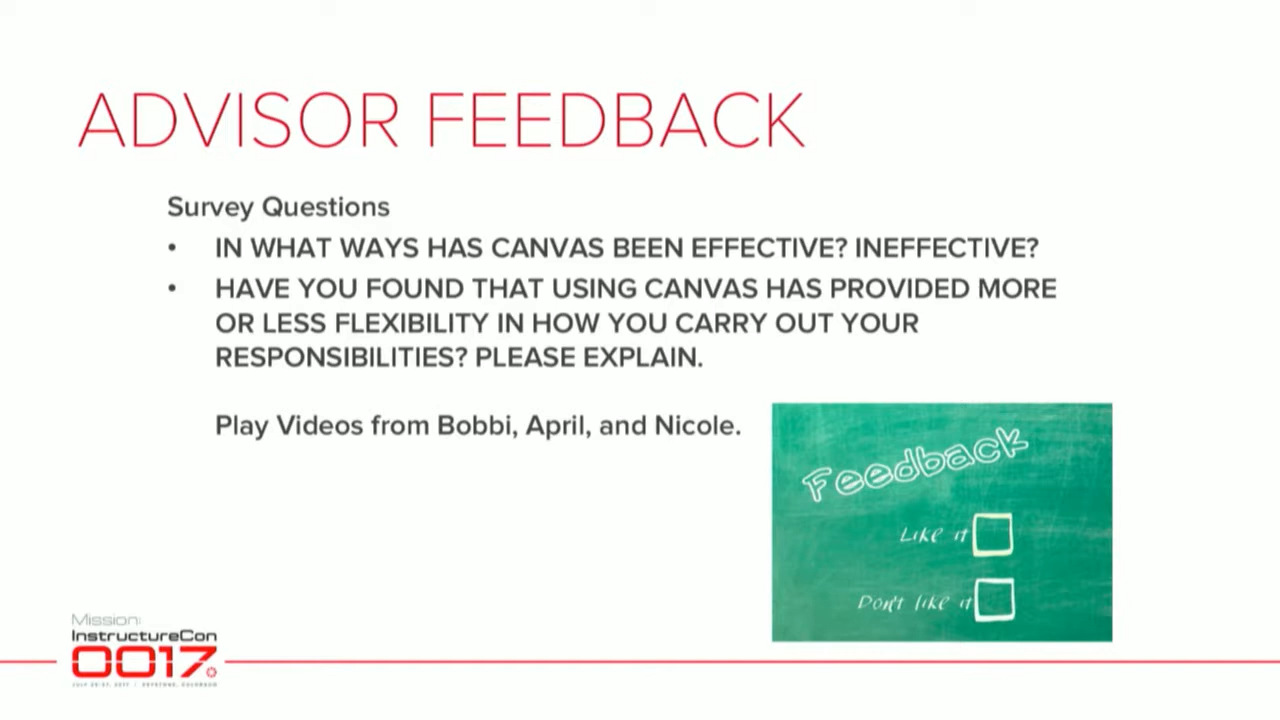 ADVISOR FEEDBACK
Survey Questions
• IN WHAT WAYS HAS CANVAS BEEN EFFECTIVE? INEFFECTIVE?
• HAVE YOU FOUND THAT USING CANVAS HAS PROVIDED MORE
OR LESS FLEXIBILITY IN HOW YOU CARRY OUT YOUR
RESPONSIBILITIES? PLEASE EXPLAIN.
Play Videos from Bobbi, April, and Nicole.
Feedback
Like it
Don't like it
Mission:
InstructureCon
0017